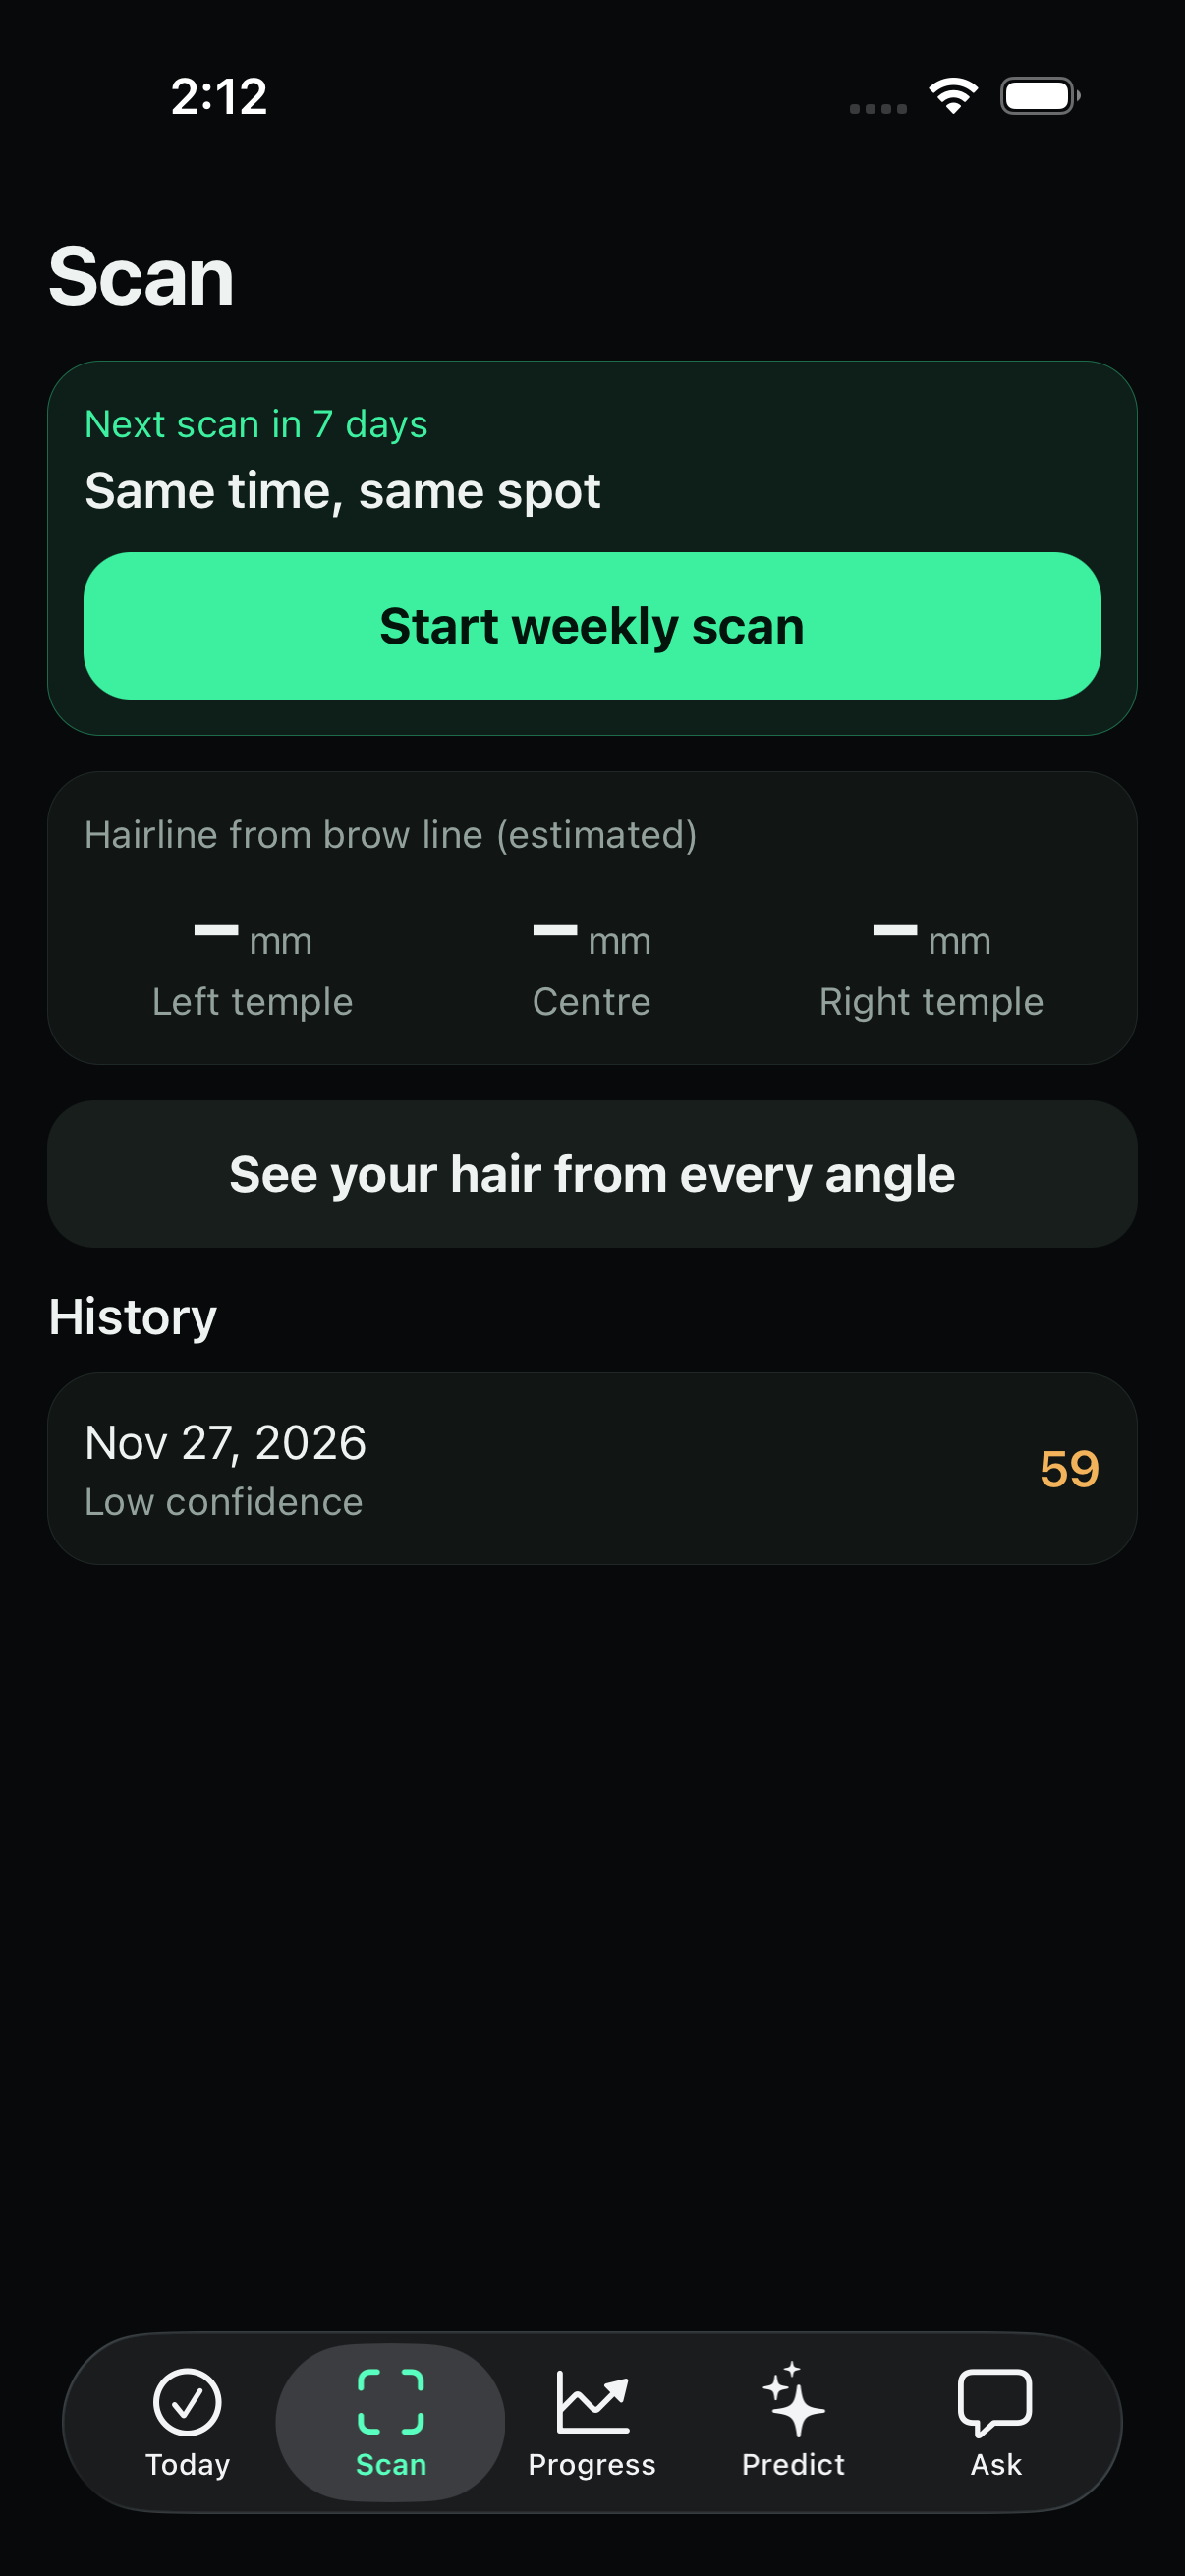 2:12
Scan
Next scan in 7 days
Same time, same spot
Start weekly scan
Hairline from brow line (estimated)
– mm – mm – mm
Left temple Centre Right temple
See your hair from every angle
History
Nov 27, 2026
Low confidence
59
Today Scan Progress Predict Ask